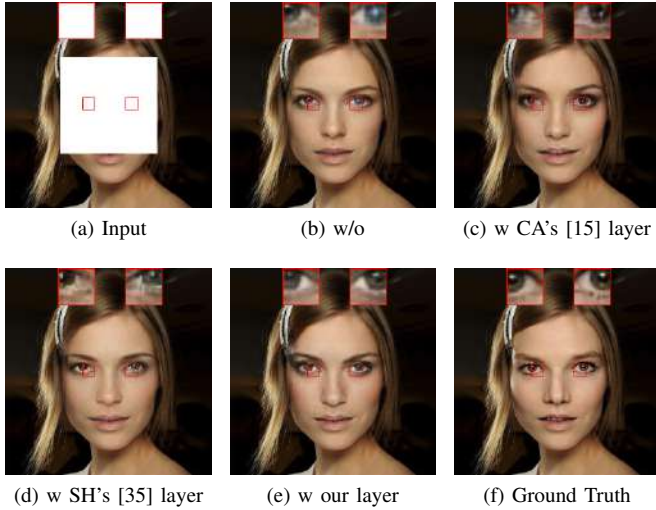 (a) Input
(b) w/o
(c) w CA's [15] layer
(d) w SH's [35] layer
(e) w our layer
(f) Ground Truth